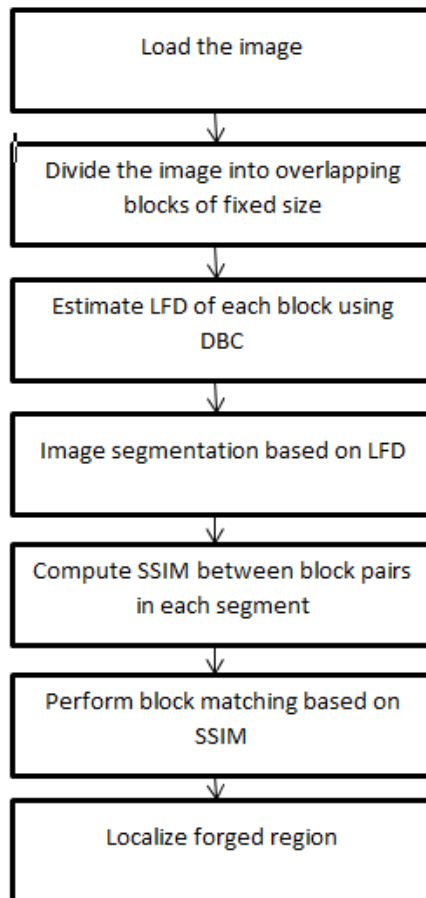 Load the image
Divide the image into overlapping
blocks of fixed size
Estimate LFD of each block using
DBC
Image segmentation based on LFD
Compute SSIM between block pairs
in each segment
Perform block matching based on
SSIM
Localize forged region